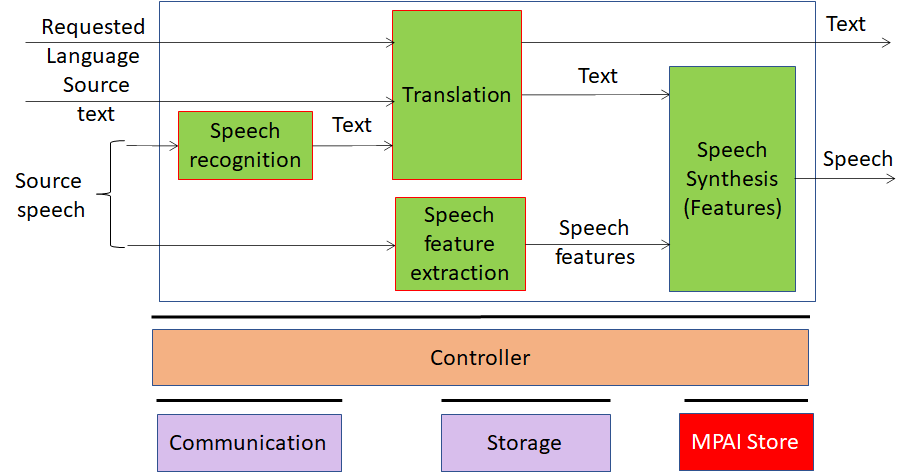 Requested
Language
Source
text
Source
speech
Speech
recognition
Text
Translation
Speech
feature
extraction
Text
Speech
features
Speech
Synthesis
(Features)
Text
Speech
Controller
Communication
Storage
MPAI Store